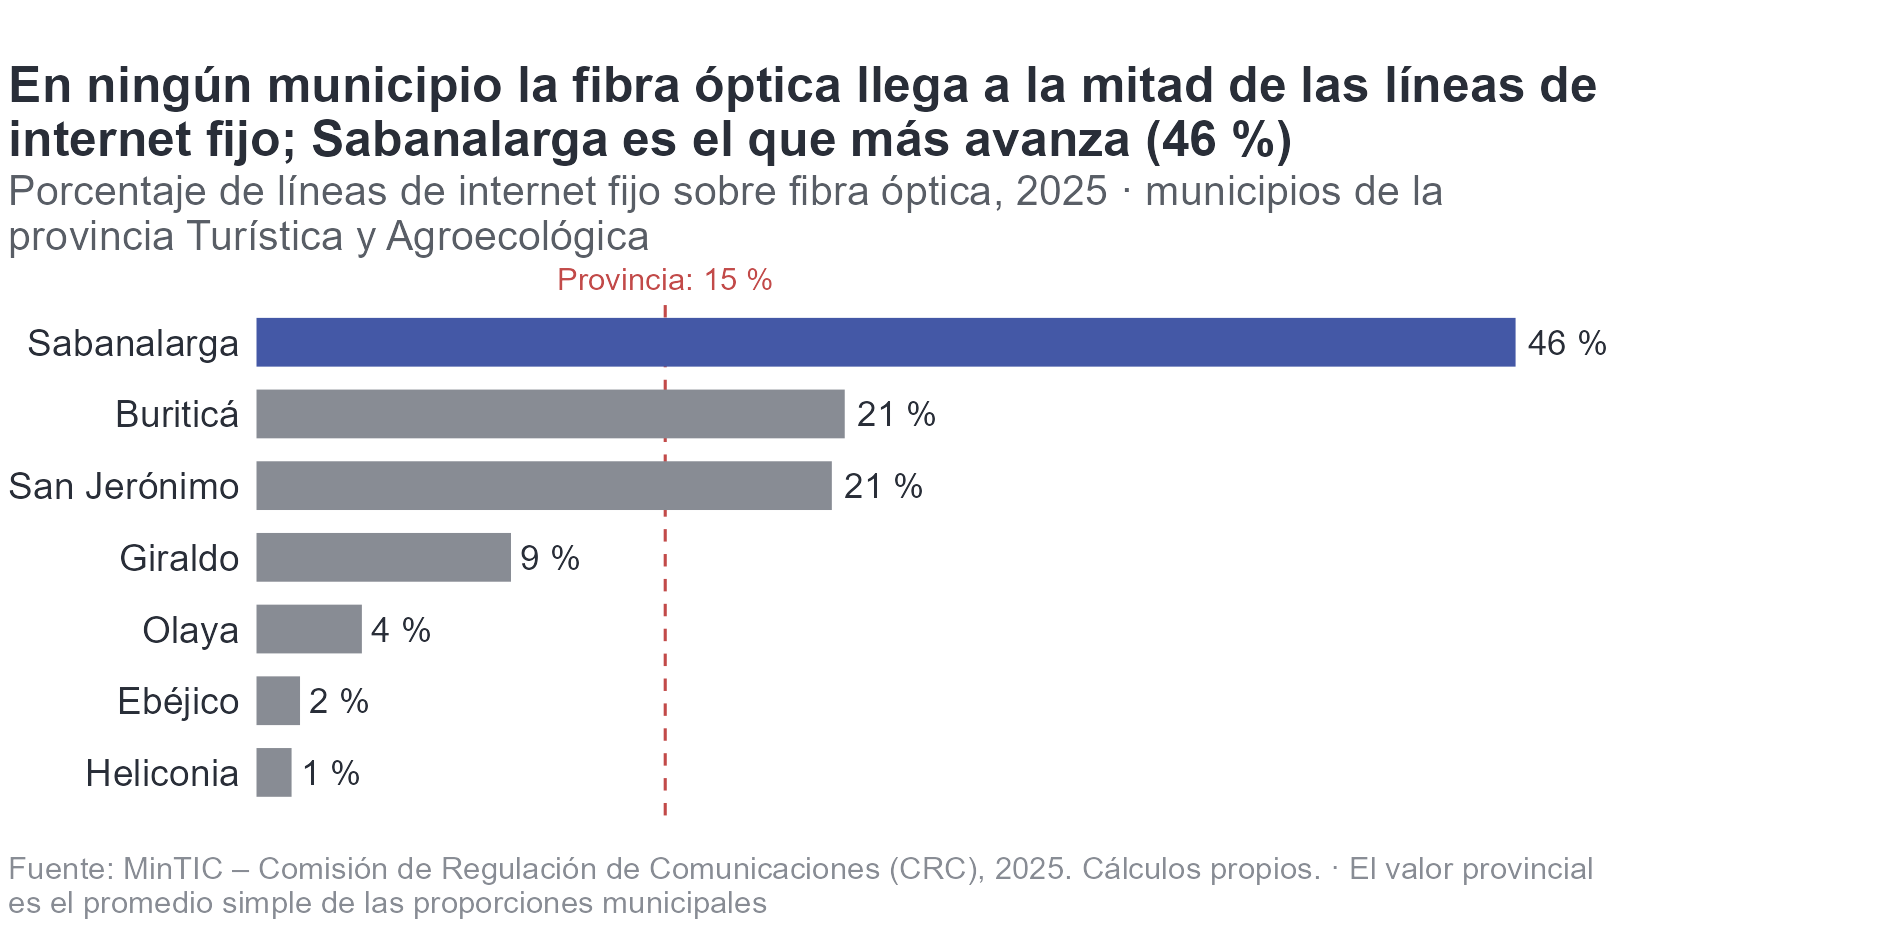 En ningún municipio la fibra óptica llega a la mitad de las líneas de
internet fijo; Sabanalarga es el que más avanza (46 %)
Porcentaje de líneas de internet fijo sobre fibra óptica, 2025 · municipios de la
provincia Turística y Agroecológica
Provincia: 15 %
Sabanalarga 46 %
Buriticá 21 %
San Jerónimo 21 %
Giraldo 9 %
Olaya 4 %
Ebéjico 2 %
Heliconia 1 %
Fuente: MinTIC – Comisión de Regulación de Comunicaciones (CRC), 2025. Cálculos propios. · El valor provincial
es el promedio simple de las proporciones municipales